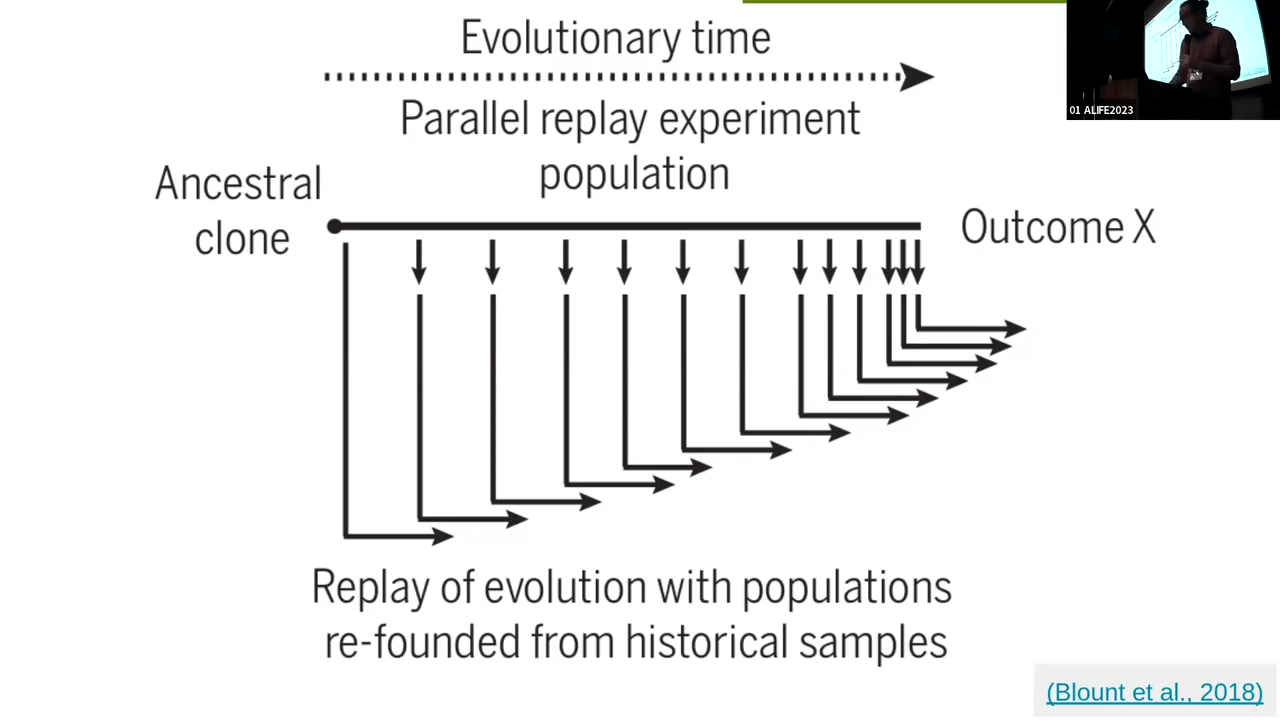 Evolutionary time
01 ALIFE2023
Parallel replay experiment
population
Ancestral
clone
Outcome X
Replay of evolution with populations
re-founded from historical samples
(Blount et al., 2018)